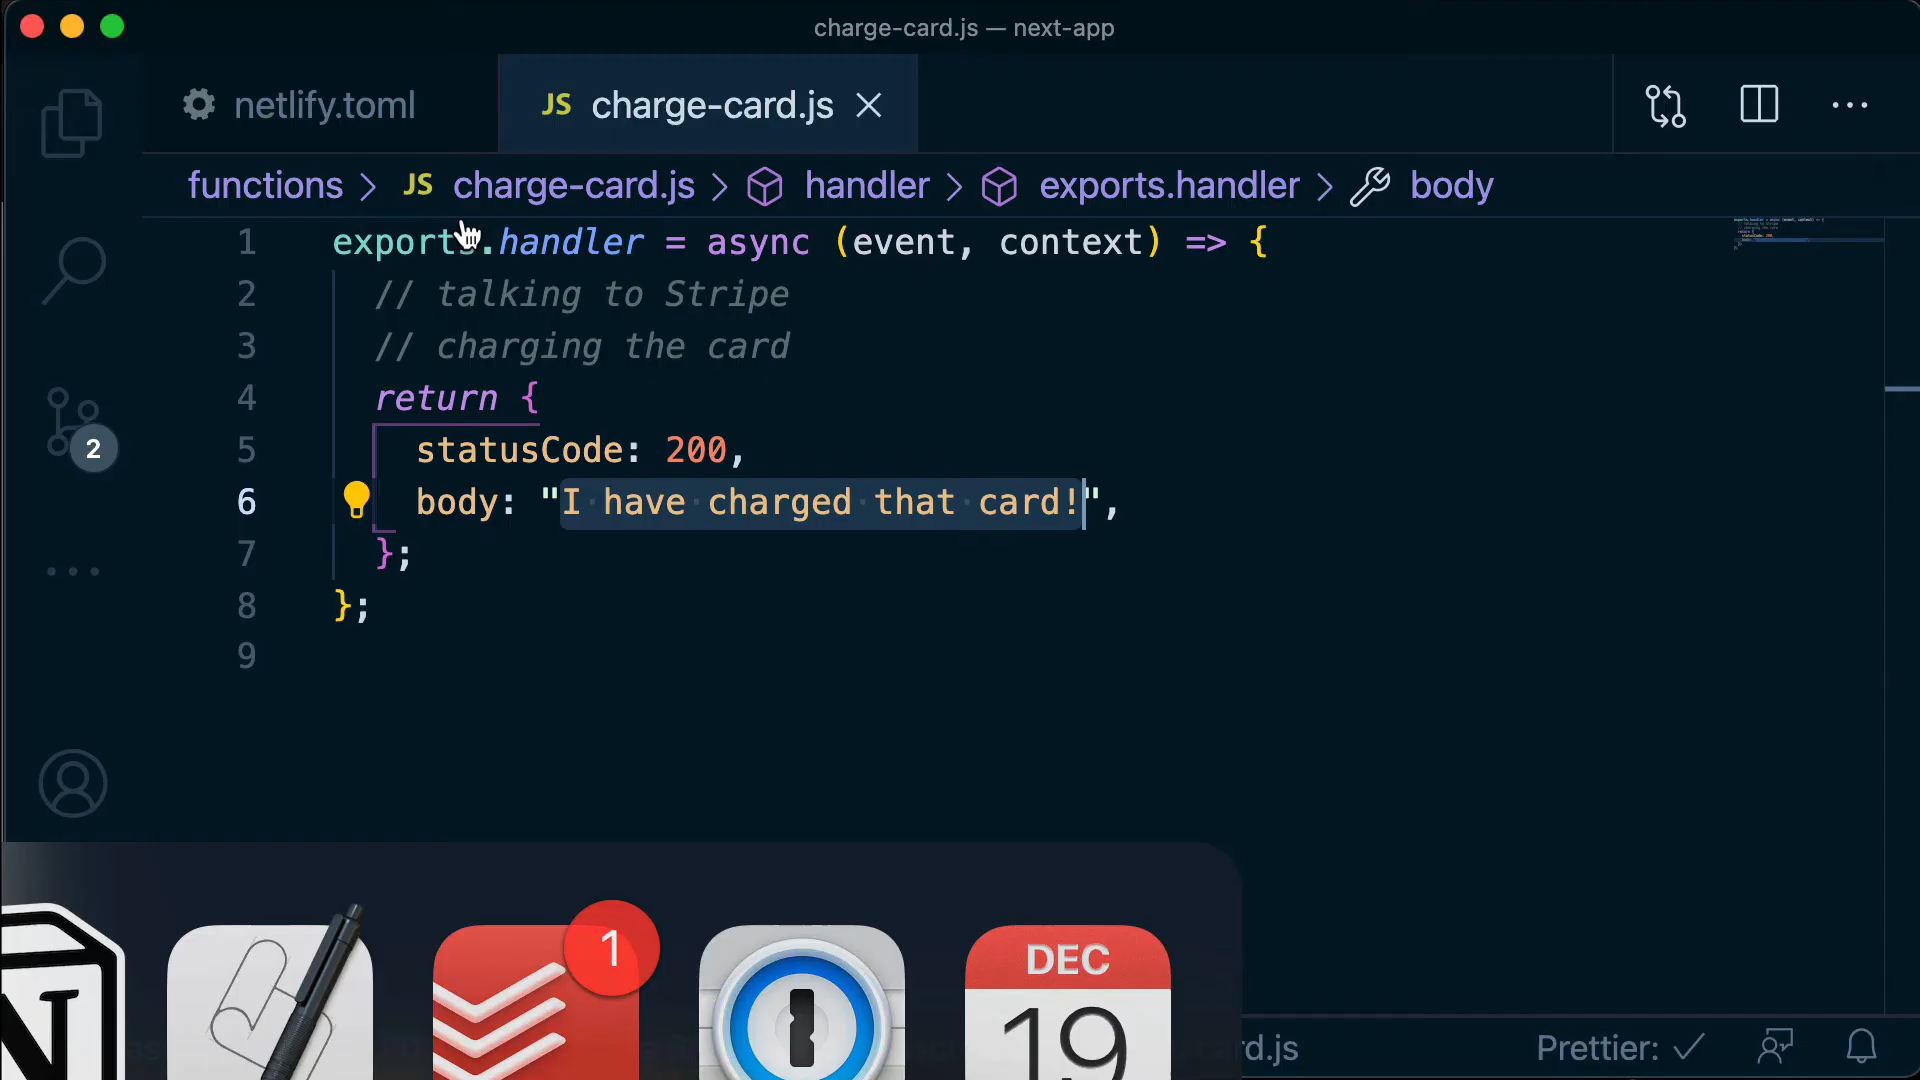 charge-card.js — next-app
netlify.toml
JS charge-card.js
functions > JS charge-card.js > handler > exports.handler > body
1 exports.handler = async (event, context) => {
2 // talking to Stripe
3 // charging the card
4 return {
5 statusCode: 200,
6 body: "I have charged that card!",
7 };
8 };
9
2
1
N
DEC
19
d.js
Prettier: ✓